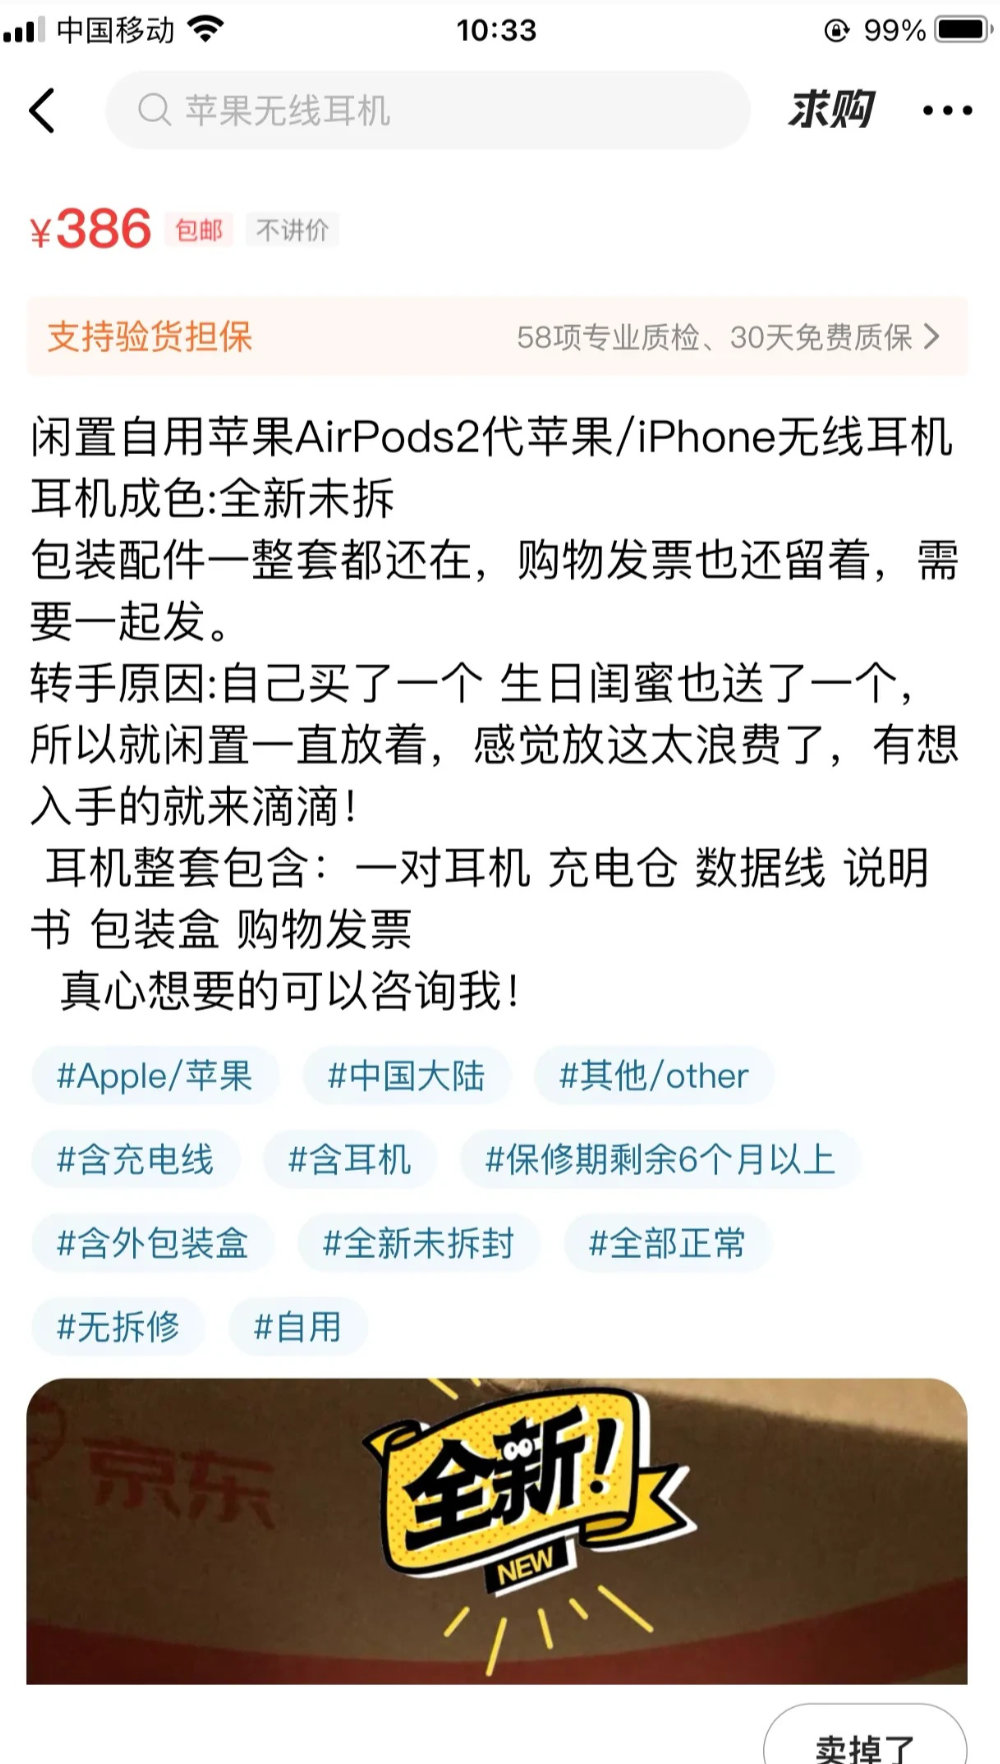 中国移动 10:33 99%
苹果无线耳机 求购
¥386 包邮 不讲价
支持验货担保 58项专业质检、30天免费质保
闲置自用苹果AirPods2代苹果/iPhone无线耳机
耳机成色:全新未拆
包装配件一整套都还在，购物发票也还留着，需
要一起发。
转手原因:自己买了一个 生日闺蜜也送了一个，
所以就闲置一直放着，感觉放这太浪费了，有想
入手的就来滴滴！
耳机整套包含：一对耳机 充电仓 数据线 说明
书 包装盒 购物发票
真心想要的可以咨询我！
#Apple/苹果 #中国大陆 #其他/other
#含充电线 #含耳机 #保修期剩余6个月以上
#含外包装盒 #全新未拆封 #全部正常
#无拆修 #自用
京东
全新!
NEW
卖掉了